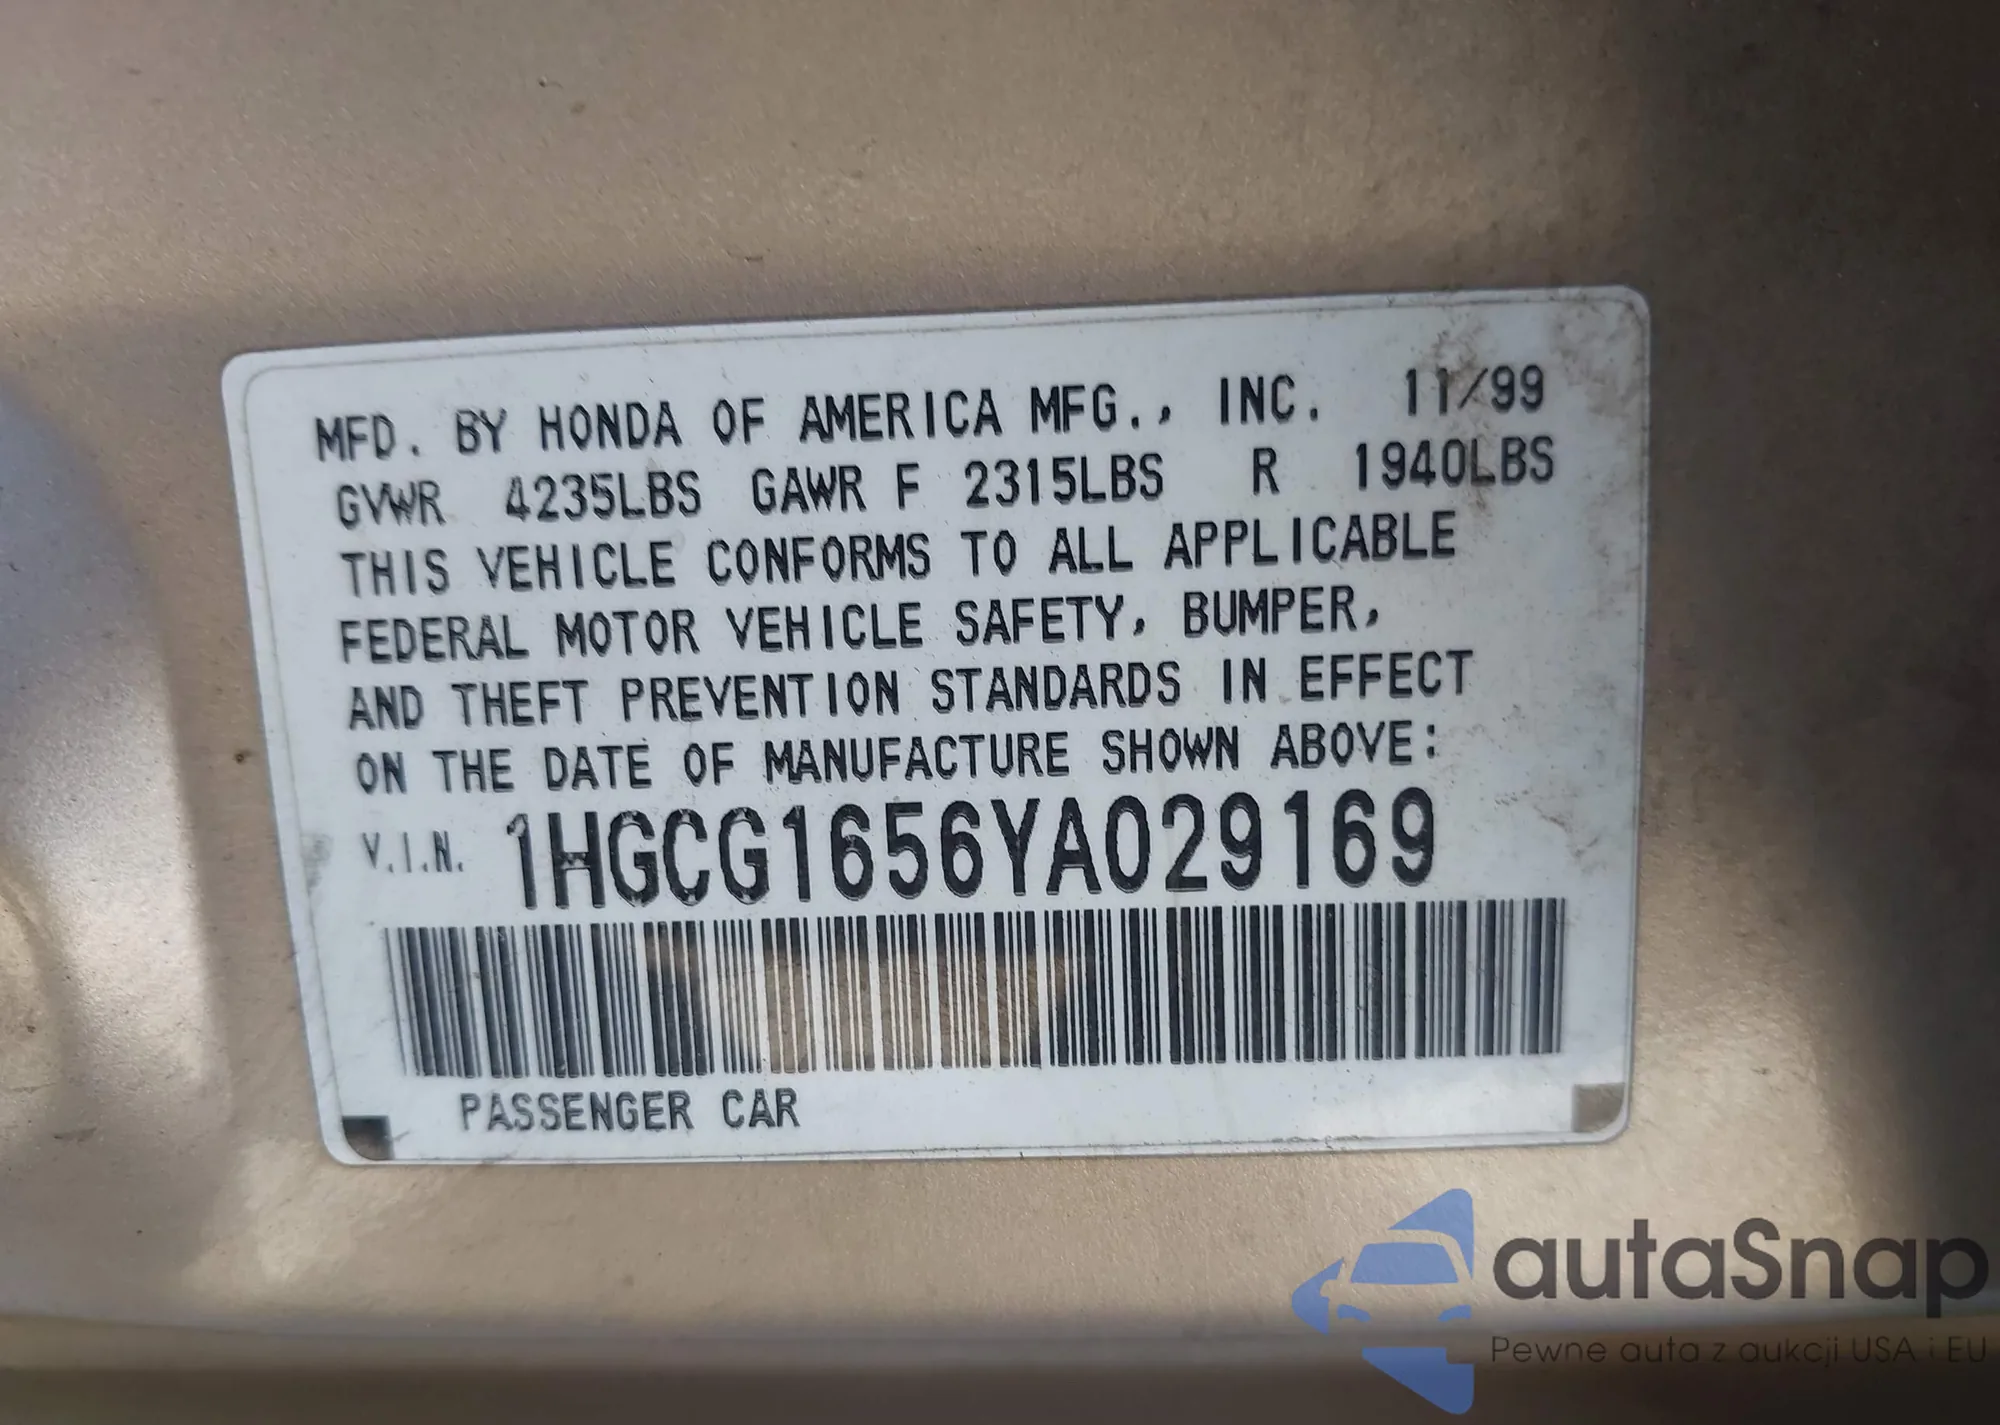 MFD. BY HONDA OF AMERICA MFG., INC. 11/99
GVWR 4235LBS GAWR F 2315LBS R 1940LBS
THIS VEHICLE CONFORMS TO ALL APPLICABLE
FEDERAL MOTOR VEHICLE SAFETY, BUMPER,
AND THEFT PREVENTION STANDARDS IN EFFECT
ON THE DATE OF MANUFACTURE SHOWN ABOVE:
V.I.N. 1HGCG1656YA029169
PASSENGER CAR
autaSnap
Pewne auta z aukcji USA i EU